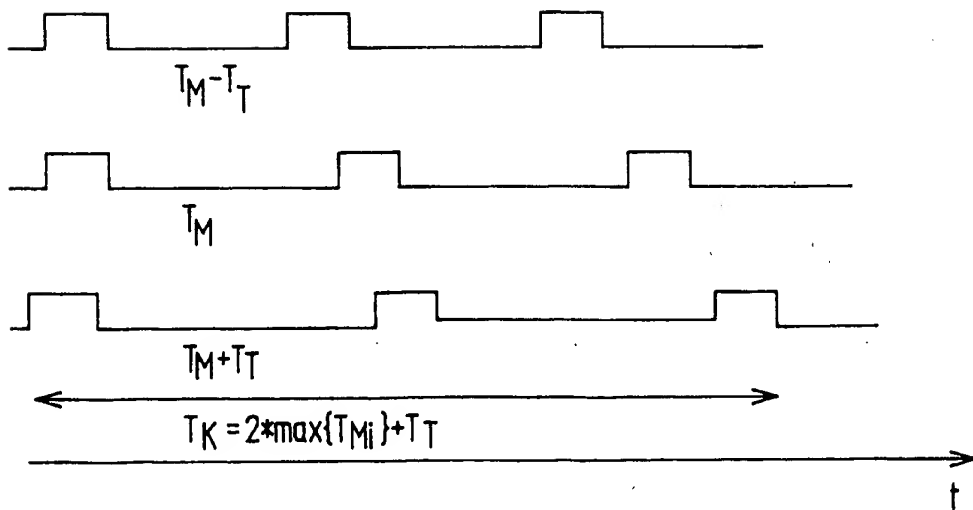 T_M-T_T
T_M
T_M+T_T
T_K = 2*max{T_Mi}+T_T
t